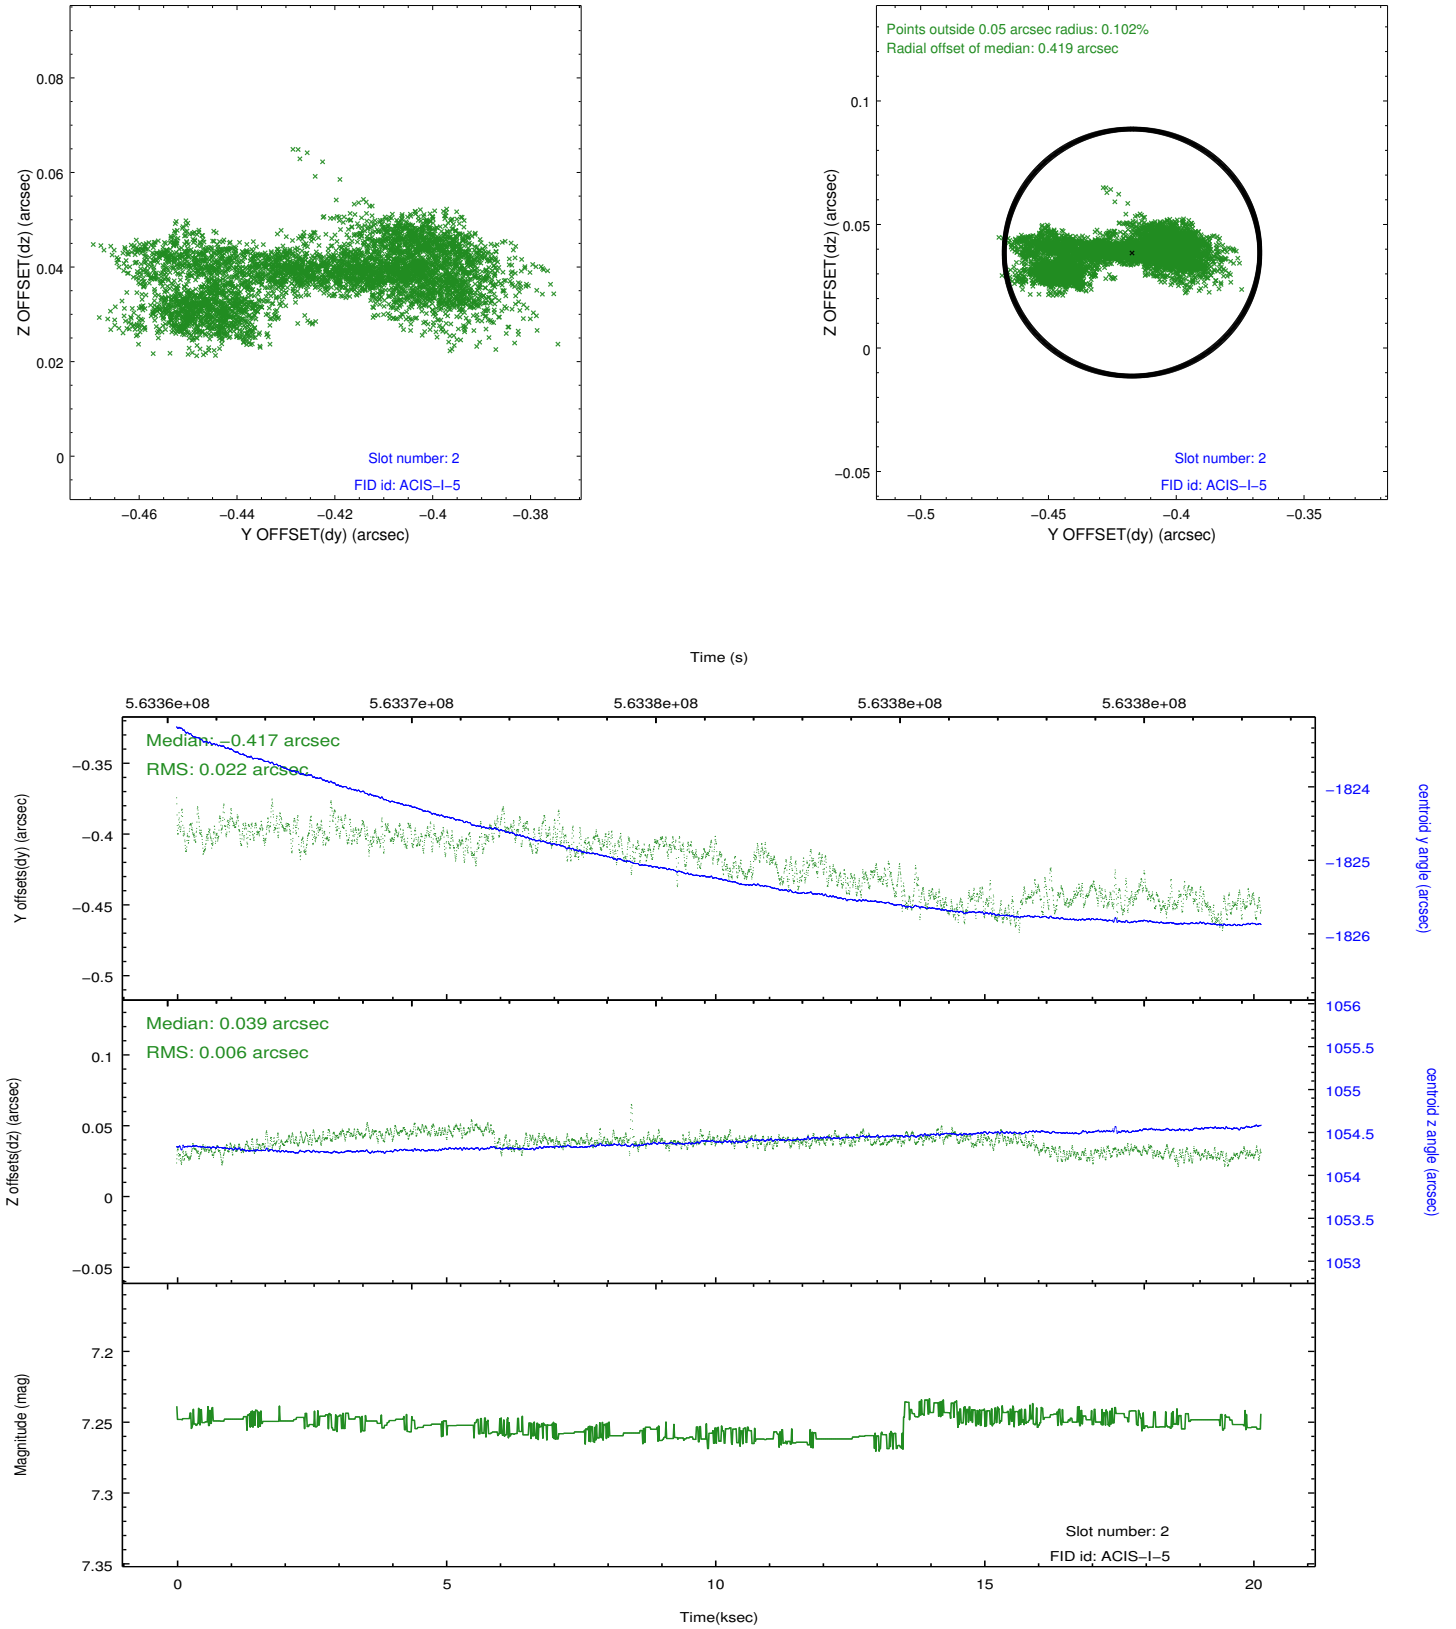 0.08
0.06
0.04
0.02
0
Z OFFSET(dz) (arcsec)
Slot number: 2
FID id: ACIS−I−5
−0.46
−0.44
−0.42
−0.4
−0.38
Y OFFSET(dy) (arcsec)
Points outside 0.05 arcsec radius: 0.102%
Radial offset of median: 0.419 arcsec
0.1
0.05
0
−0.05
Z OFFSET(dz) (arcsec)
Slot number: 2
FID id: ACIS−I−5
−0.5
−0.45
−0.4
−0.35
Y OFFSET(dy) (arcsec)
Time (s)
5.6336e+08
5.6337e+08
5.6338e+08
5.6338e+08
5.6338e+08
Median: −0.417 arcsec
RMS: 0.022 arcsec
−0.35
−0.4
−0.45
−0.5
Y offsets(dy) (arcsec)
−1824
−1825
−1826
centroid y angle (arcsec)
Median: 0.039 arcsec
RMS: 0.006 arcsec
0.1
0.05
0
−0.05
Z offsets(dz) (arcsec)
1056
1055.5
1055
1054.5
1054
1053.5
1053
centroid z angle (arcsec)
7.2
7.25
7.3
7.35
Magnitude (mag)
Slot number: 2
FID id: ACIS−I−5
0
5
10
15
20
Time(ksec)